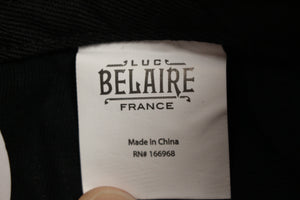 LUC
BELAIRE
FRANCE
Made in China
RN# 166968